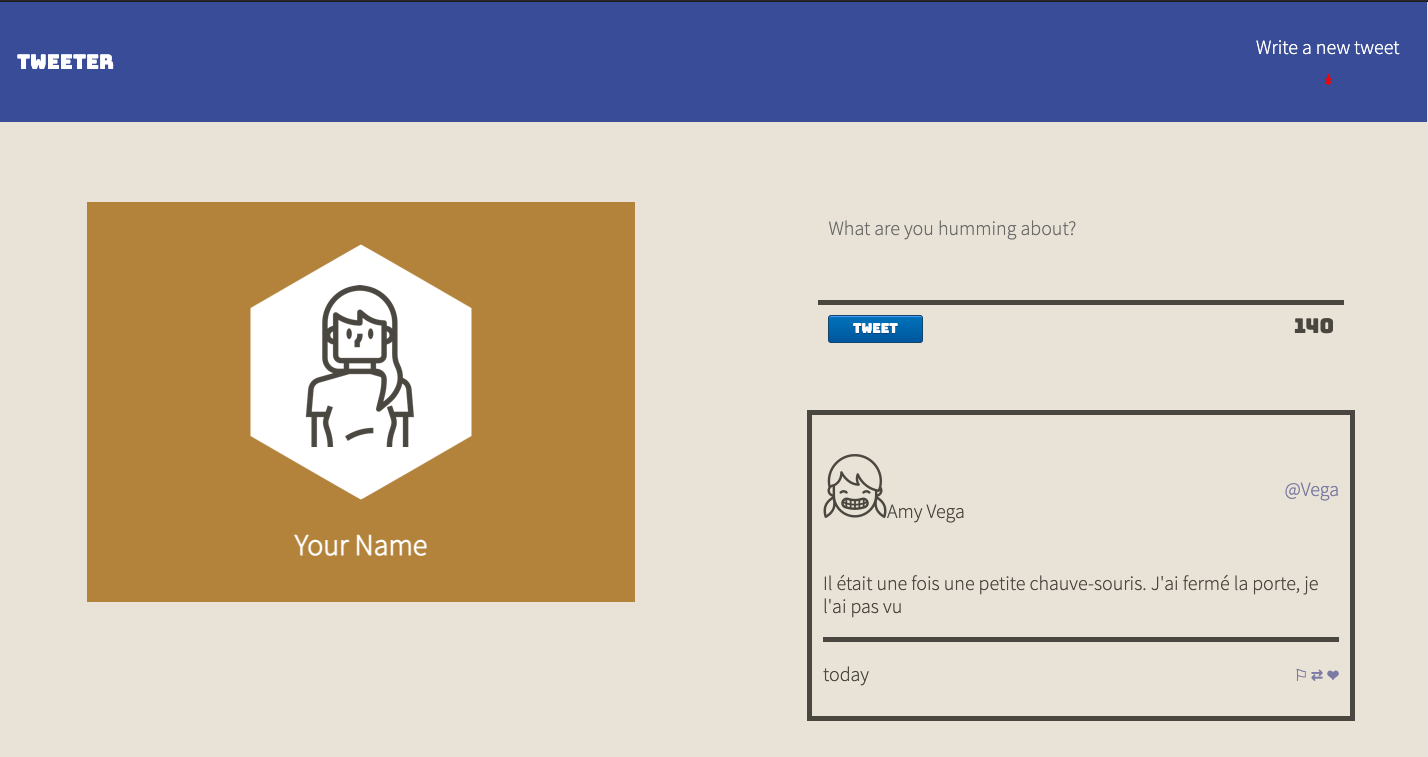 TWEETER
Write a new tweet
Your Name
What are you humming about?
TWEET
140
Amy Vega
@Vega
Il était une fois une petite chauve-souris. J'ai fermé la porte, je
l'ai pas vu
today